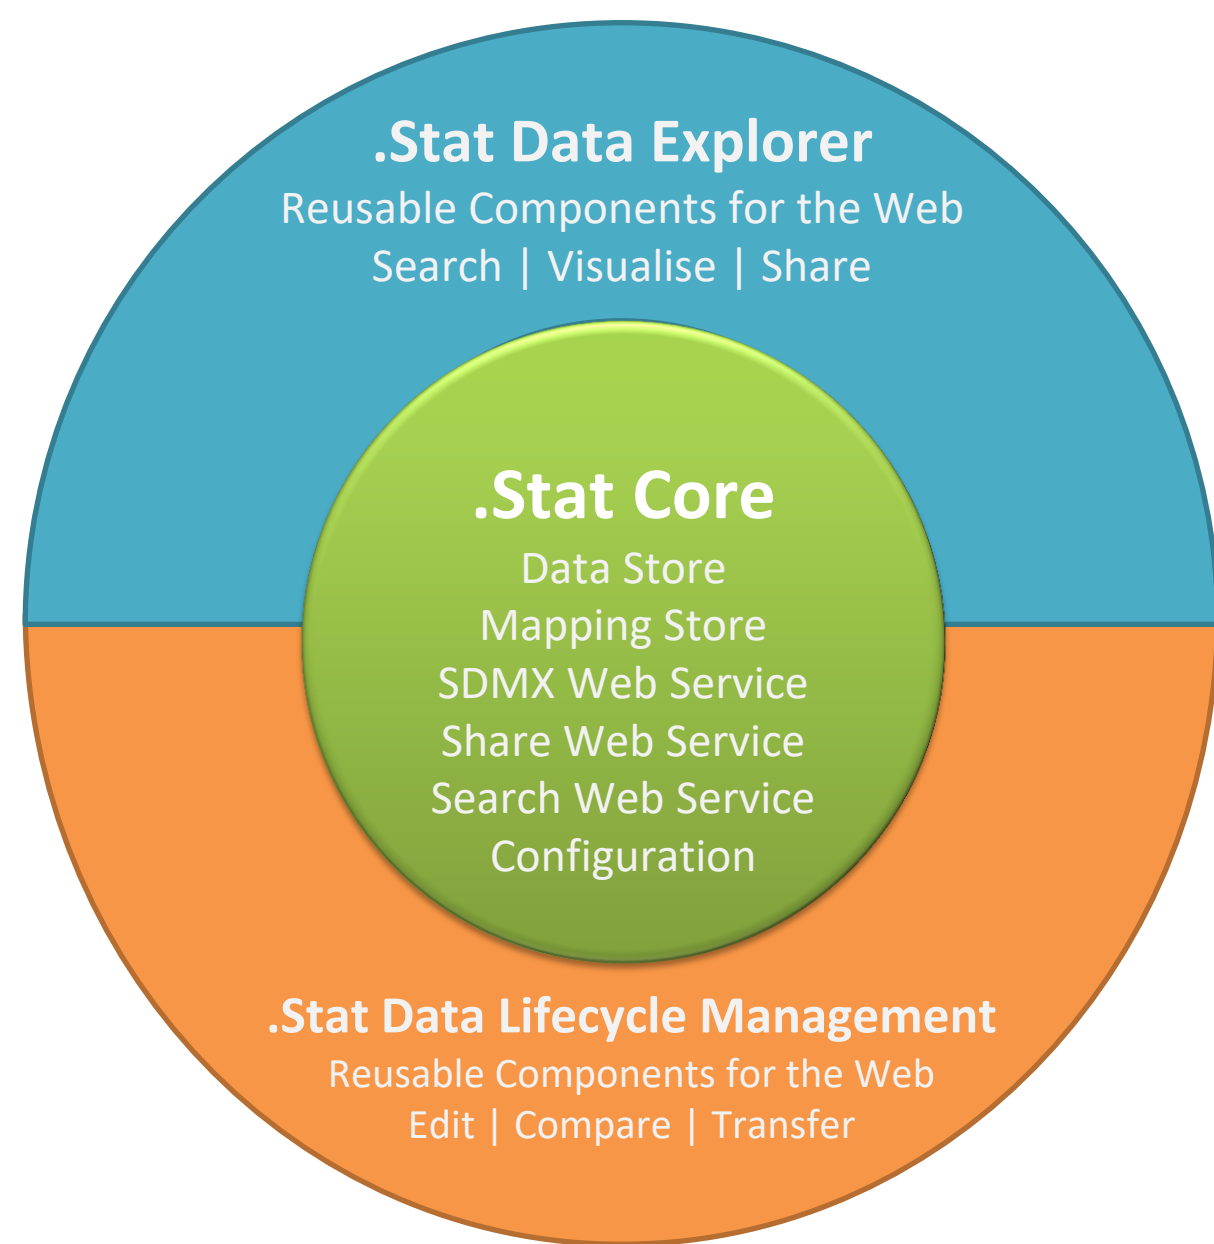 .Stat Data Explorer
Reusable Components for the Web
Search | Visualise | Share
.Stat Core
Data Store
Mapping Store
SDMX Web Service
Share Web Service
Search Web Service
Configuration
.Stat Data Lifecycle Management
Reusable Components for the Web
Edit | Compare | Transfer